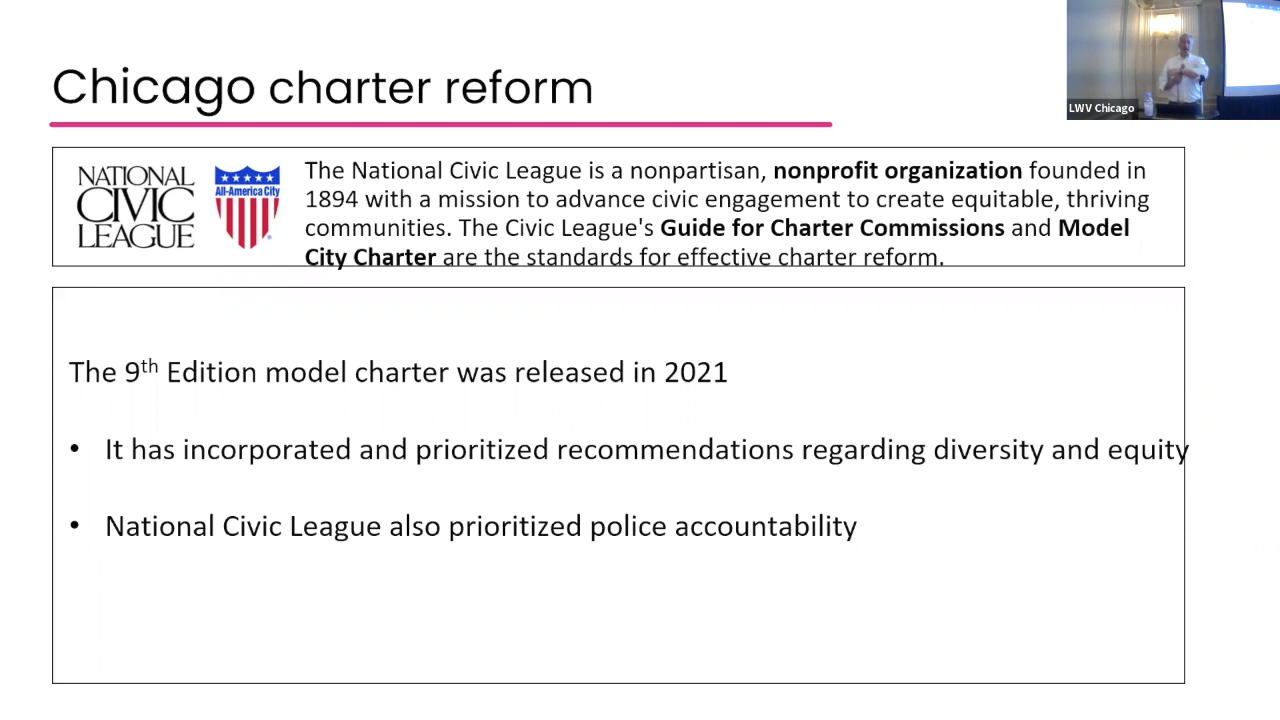 Chicago charter reform
LWV Chicago
NATIONAL
CIVIC
LEAGUE
All-America City
The National Civic League is a nonpartisan, nonprofit organization founded in
1894 with a mission to advance civic engagement to create equitable, thriving
communities. The Civic League's Guide for Charter Commissions and Model
City Charter are the standards for effective charter reform.
The 9th Edition model charter was released in 2021
• It has incorporated and prioritized recommendations regarding diversity and equity
• National Civic League also prioritized police accountability